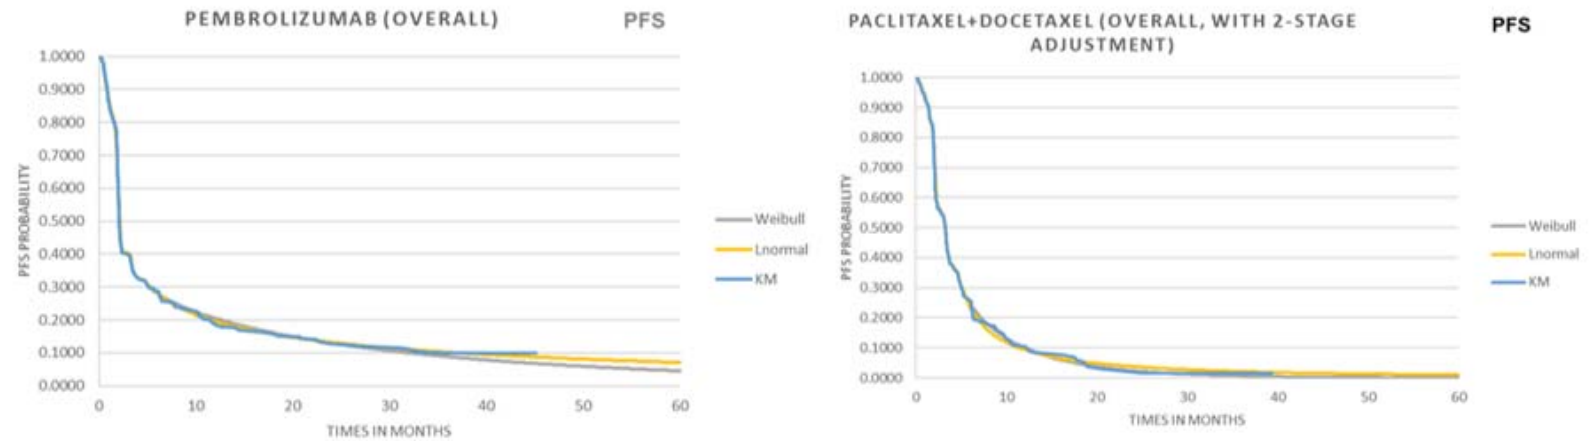 PEMBROLIZUMAB (OVERALL)
PFS
1.0000
0.9000
0.8000
0.7000
0.6000
0.5000
0.4000
0.3000
0.2000
0.1000
0.0000
PFS PROBABILITY
0 10 20 30 40 50 60
TIMES IN MONTHS
Weibull
Lnormal
KM
PACLITAXEL+DOCETAXEL (OVERALL, WITH 2-STAGE
ADJUSTMENT)
PFS
1.0000
0.9000
0.8000
0.7000
0.6000
0.5000
0.4000
0.3000
0.2000
0.1000
0.0000
PFS PROBABILITY
0 10 20 30 40 50 60
TIMES IN MONTHS
Weibull
Lnormal
KM